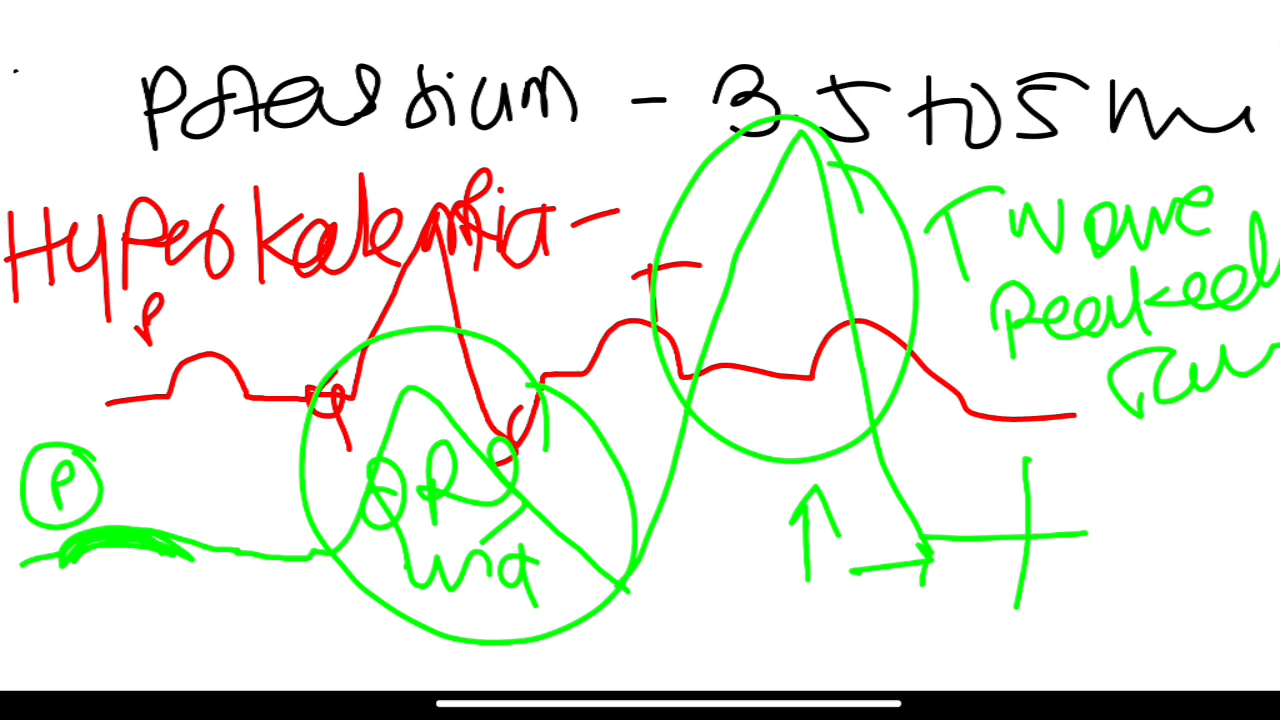 Potassium - 3.5 to 5 m
Hyperkalemia -
P
R
T
T wave
peaked
P
QRS
wid